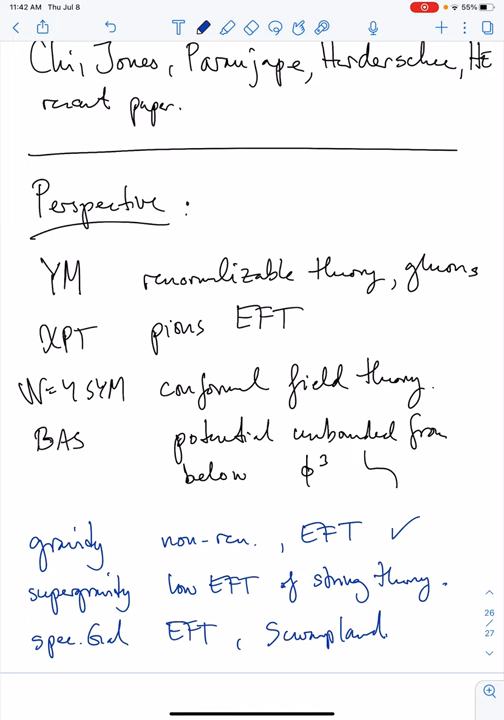 11:42 AM Thu Jul 8
55%
Chi, Jones, Paranjape, Herderschee, HE
recent paper.
Perspective :
YM renormalizable theory, gluons
χPT pions EFT
N=4 SYM conformal field theory.
BAS potential unbounded from
below ϕ³
gravity non-ren. , EFT ✓
supergravity low EFT of string theory.
spec. Gal EFT , Swampland
26
/
27